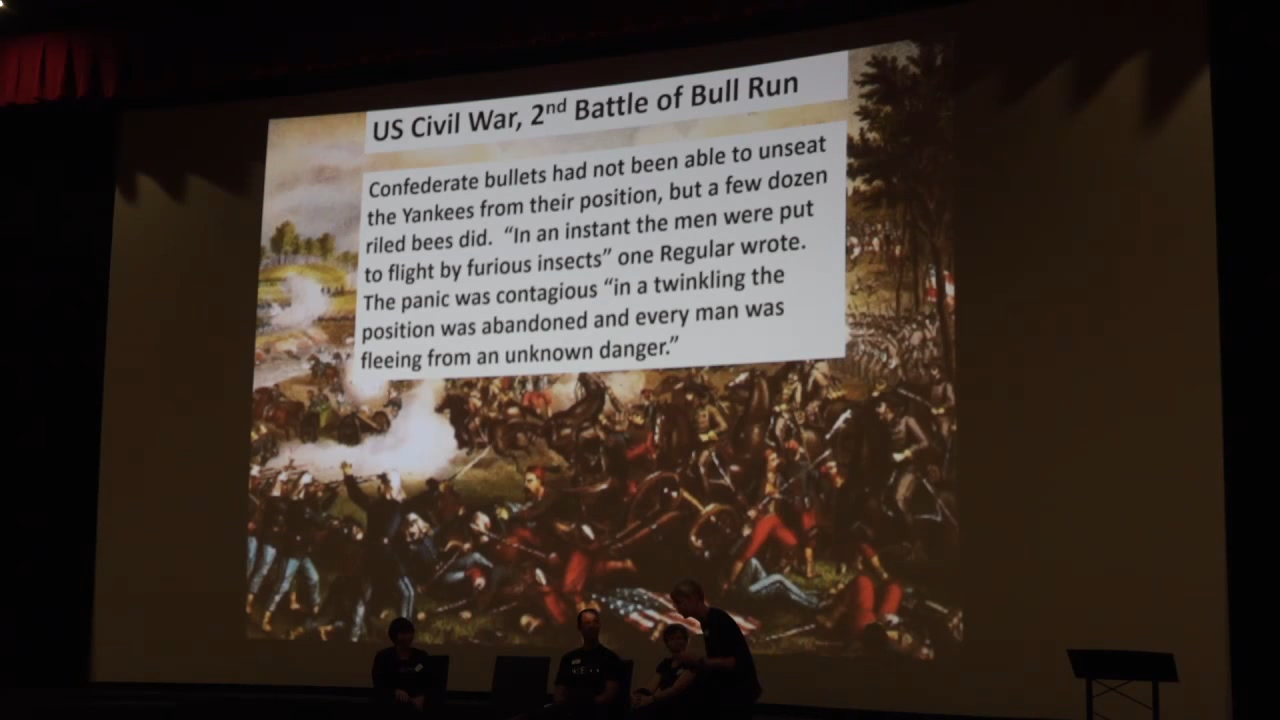 US Civil War, 2nd Battle of Bull Run
Confederate bullets had not been able to unseat
the Yankees from their position, but a few dozen
riled bees did. “In an instant the men were put
to flight by furious insects” one Regular wrote.
The panic was contagious “in a twinkling the
position was abandoned and every man was
fleeing from an unknown danger.”